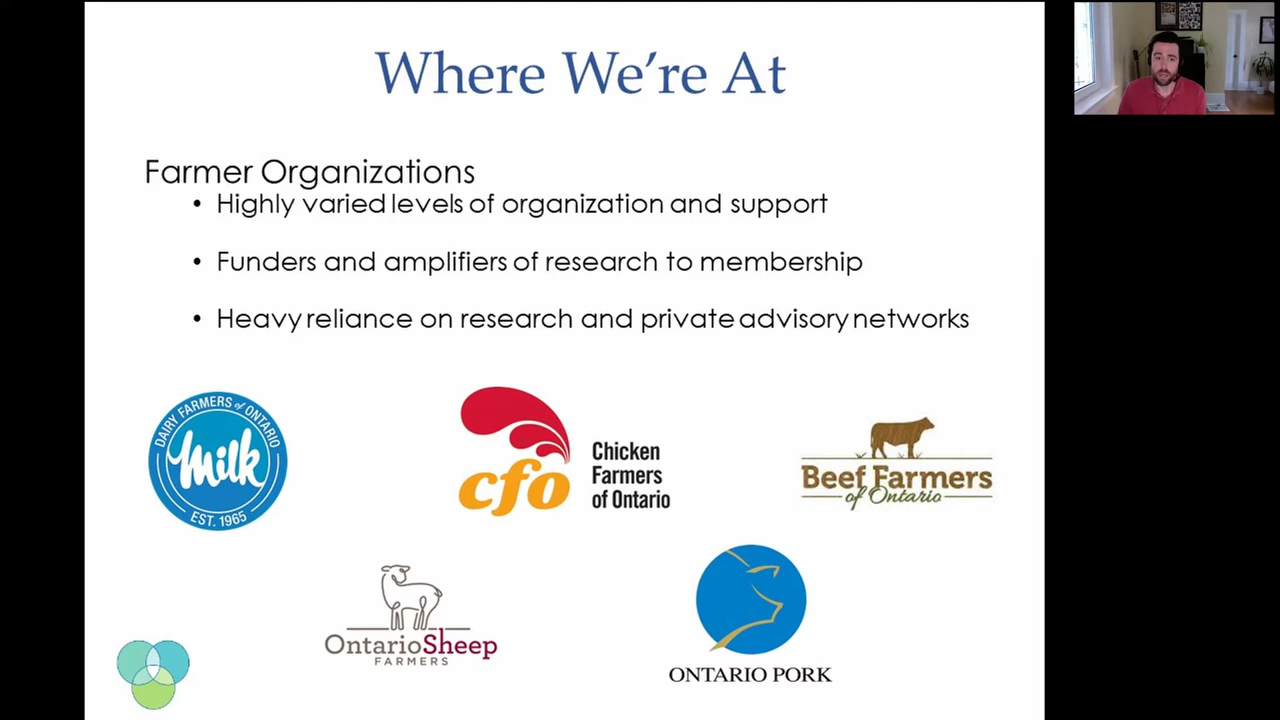 Where We're At
Farmer Organizations
• Highly varied levels of organization and support
• Funders and amplifiers of research to membership
• Heavy reliance on research and private advisory networks
DAIRY FARMERS of ONTARIO
milk
EST. 1965
cfo
Chicken
Farmers
of Ontario
Beef Farmers
of Ontario
OntarioSheep
FARMERS
ONTARIO PORK